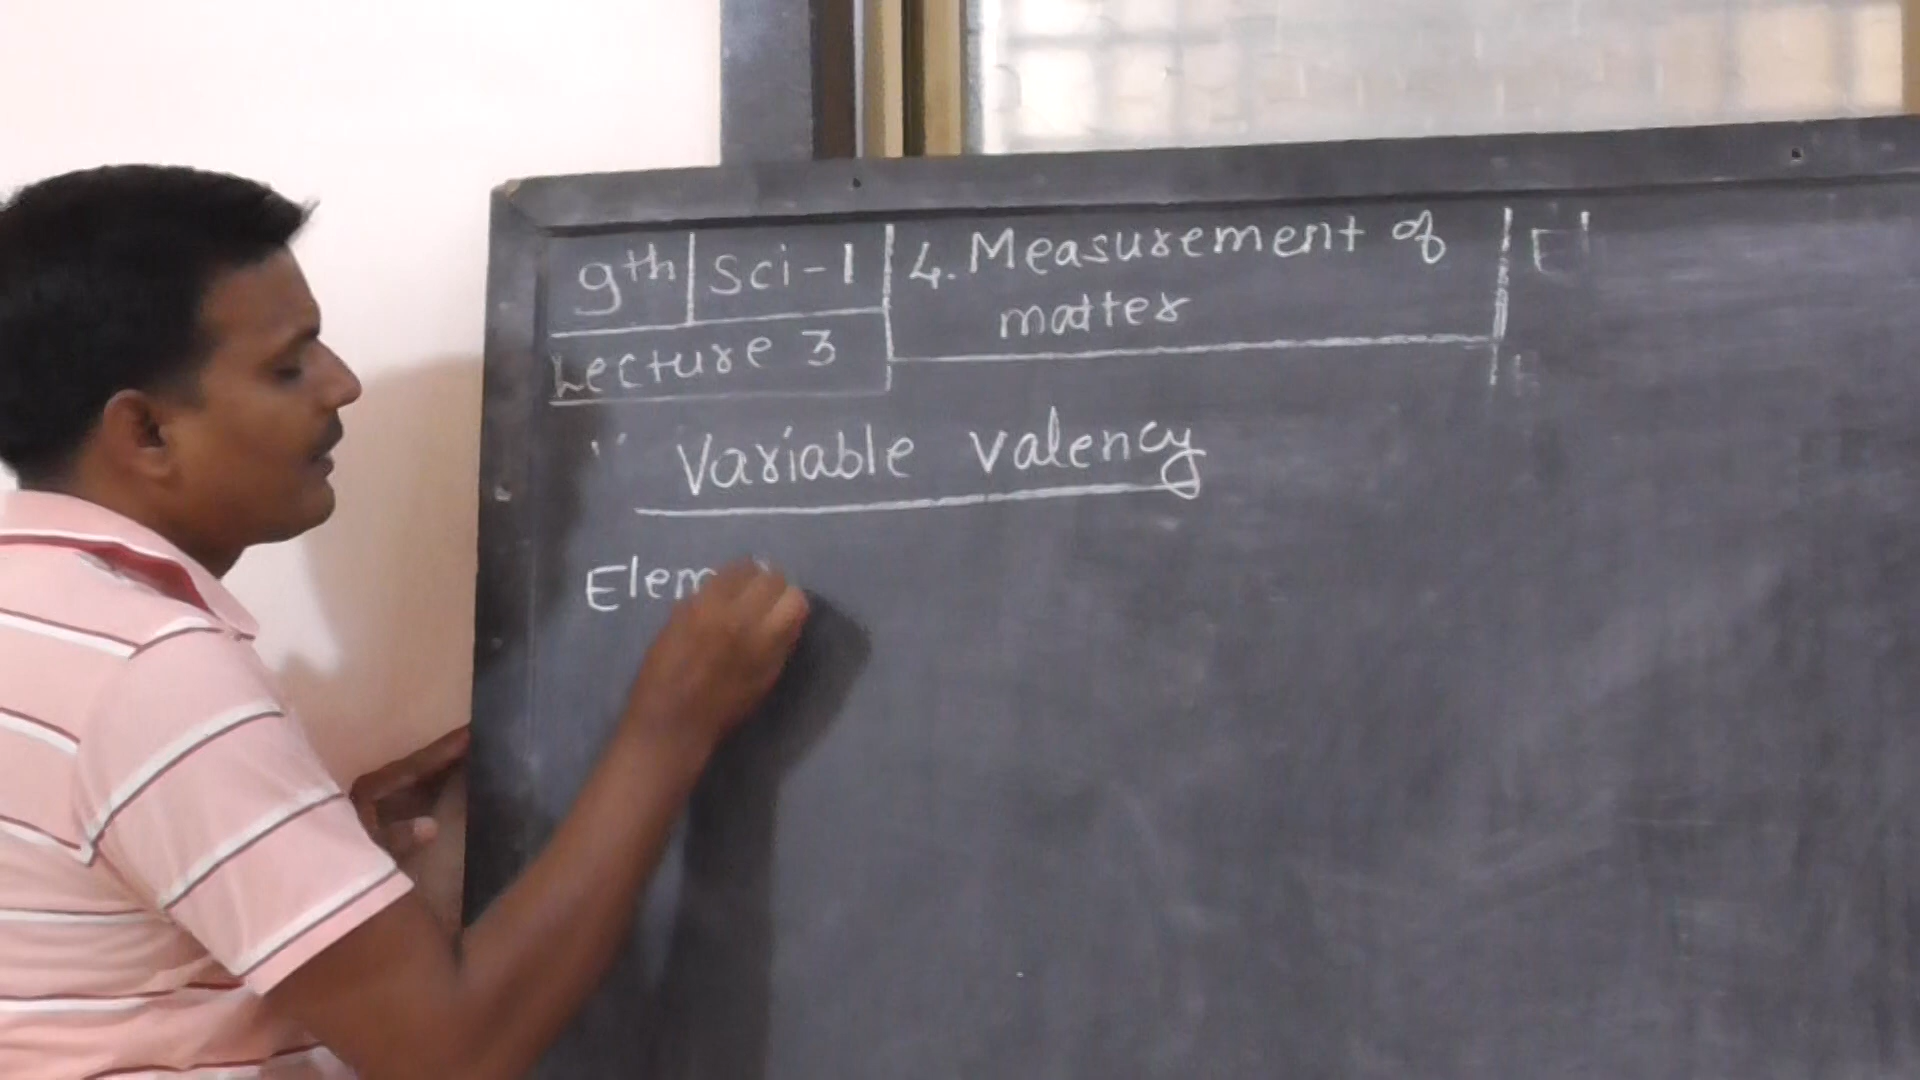 9th Sci-1 4. Measurement of
matter
Lecture 3
Variable valency
Elem